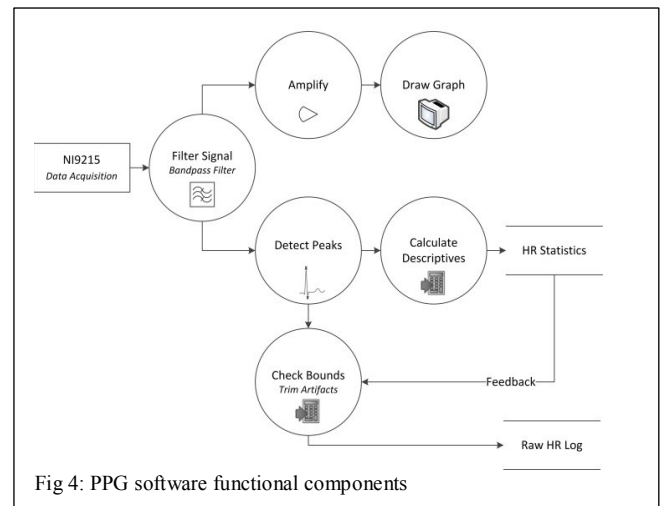 Amplify
Draw Graph
NI9215
Data Acquisition
Filter Signal
Bandpass Filter
Detect Peaks
Calculate
Descriptives
HR Statistics
Check Bounds
Trim Artifacts
Feedback
Raw HR Log
Fig 4: PPG software functional components